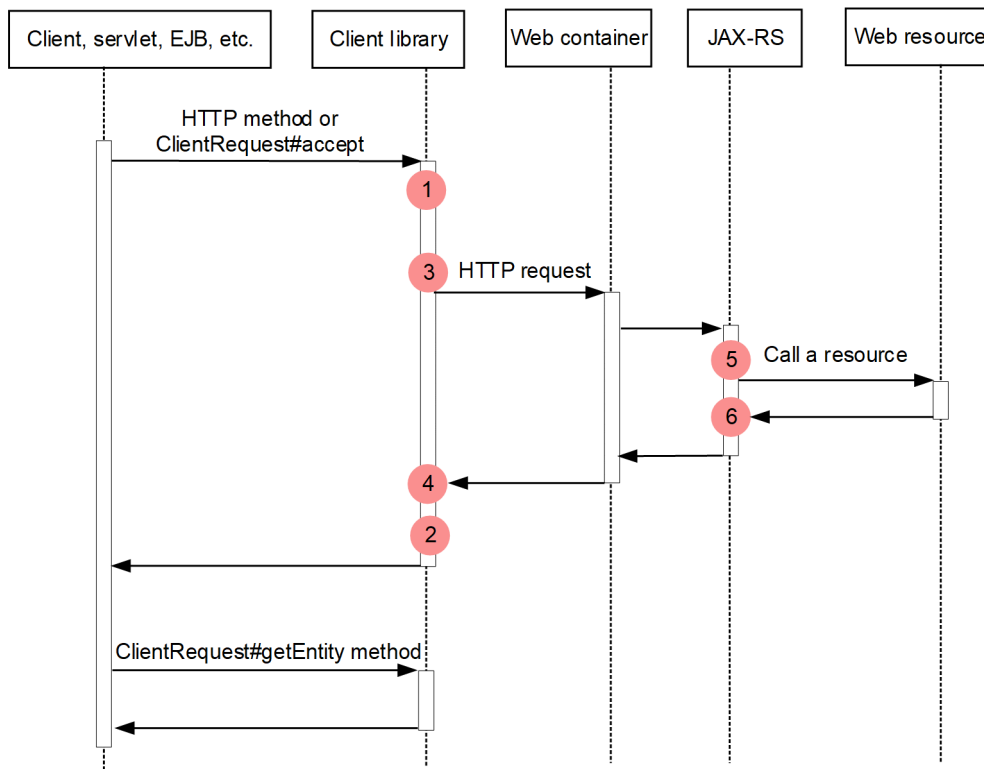 Client, servlet, EJB, etc.
Client library
Web container
JAX-RS
Web resource
HTTP method or
ClientRequest#accept
1
3
HTTP request
5
Call a resource
6
4
2
ClientRequest#getEntity method